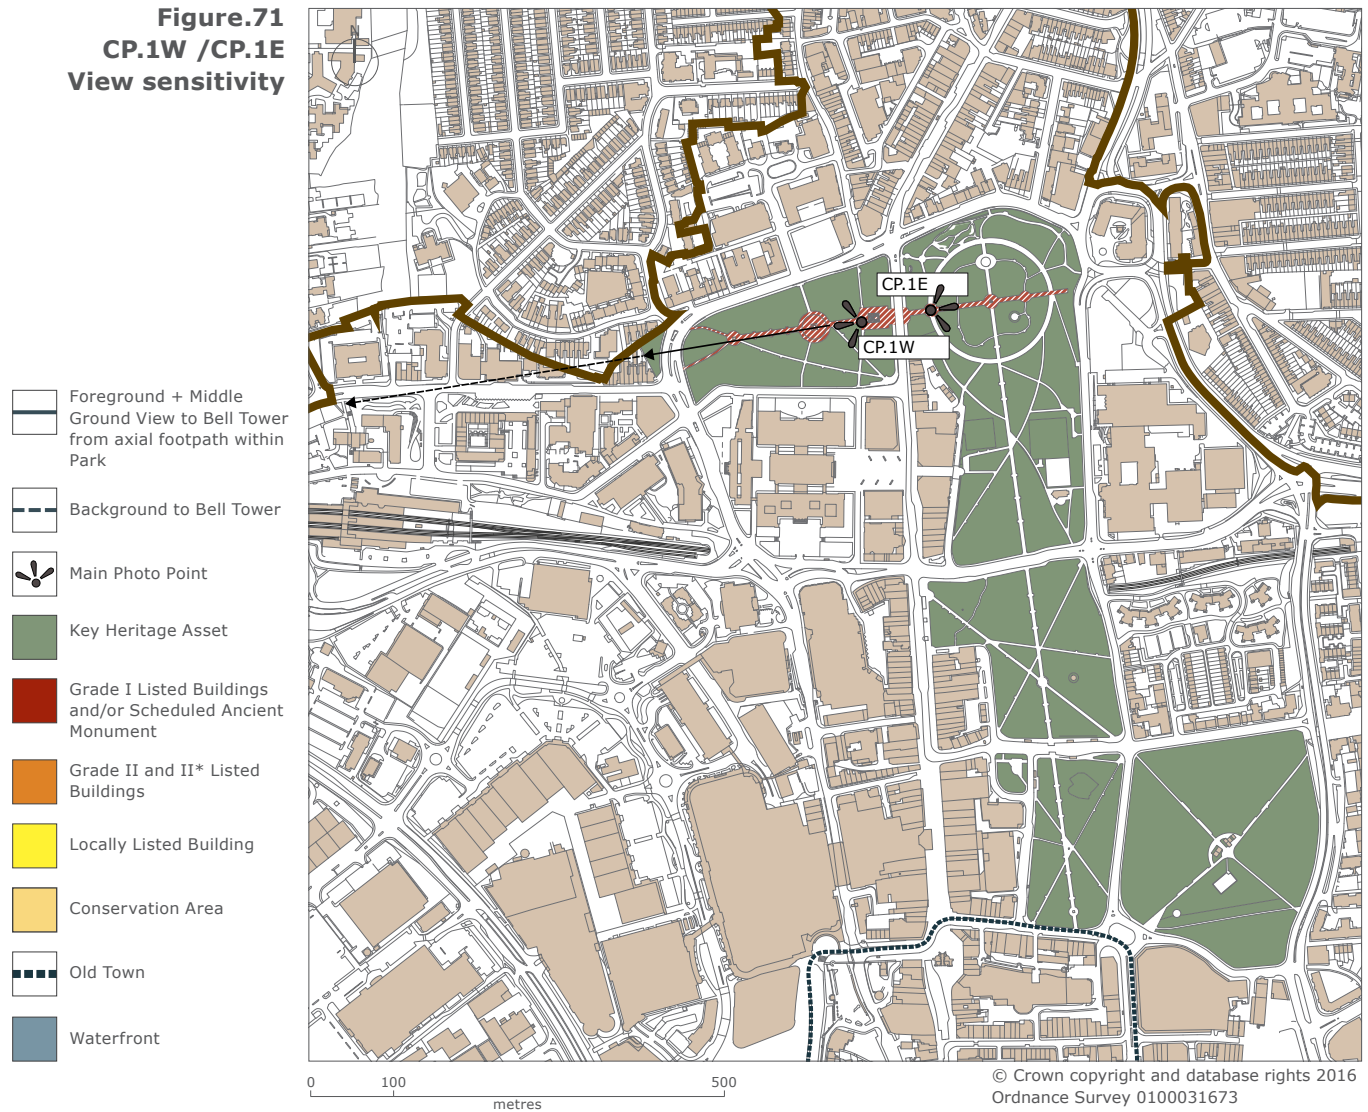 Figure.71
CP.1W /CP.1E
View sensitivity
N
CP.1E
CP.1W
Foreground + Middle
Ground View to Bell Tower
from axial footpath within
Park
Background to Bell Tower
Main Photo Point
Key Heritage Asset
Grade I Listed Buildings
and/or Scheduled Ancient
Monument
Grade II and II* Listed
Buildings
Locally Listed Building
Conservation Area
Old Town
Waterfront
0 100 500
metres
© Crown copyright and database rights 2016
Ordnance Survey 0100031673